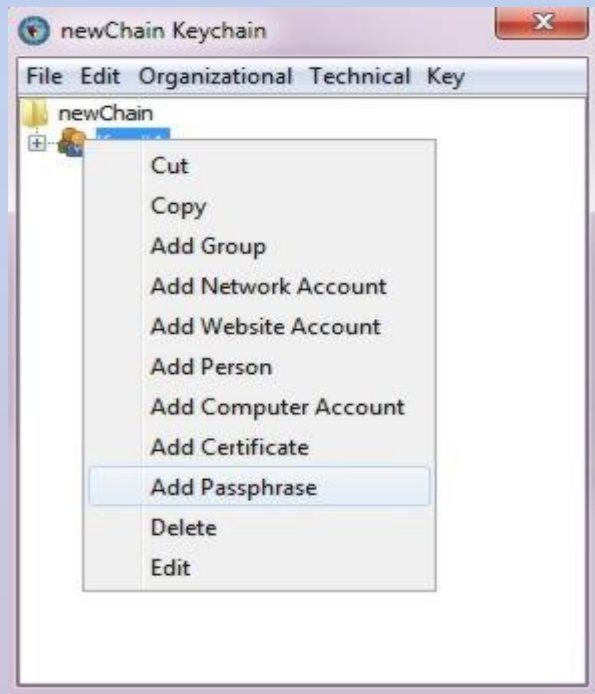 newChain Keychain
File Edit Organizational Technical Key
newChain
Cut
Copy
Add Group
Add Network Account
Add Website Account
Add Person
Add Computer Account
Add Certificate
Add Passphrase
Delete
Edit